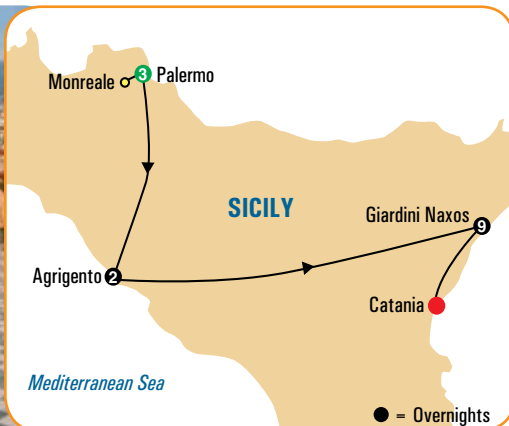 3 Palermo
Monreale
SICILY
Giardini Naxos 9
Agrigento 2
Catania
Mediterranean Sea
= Overnights